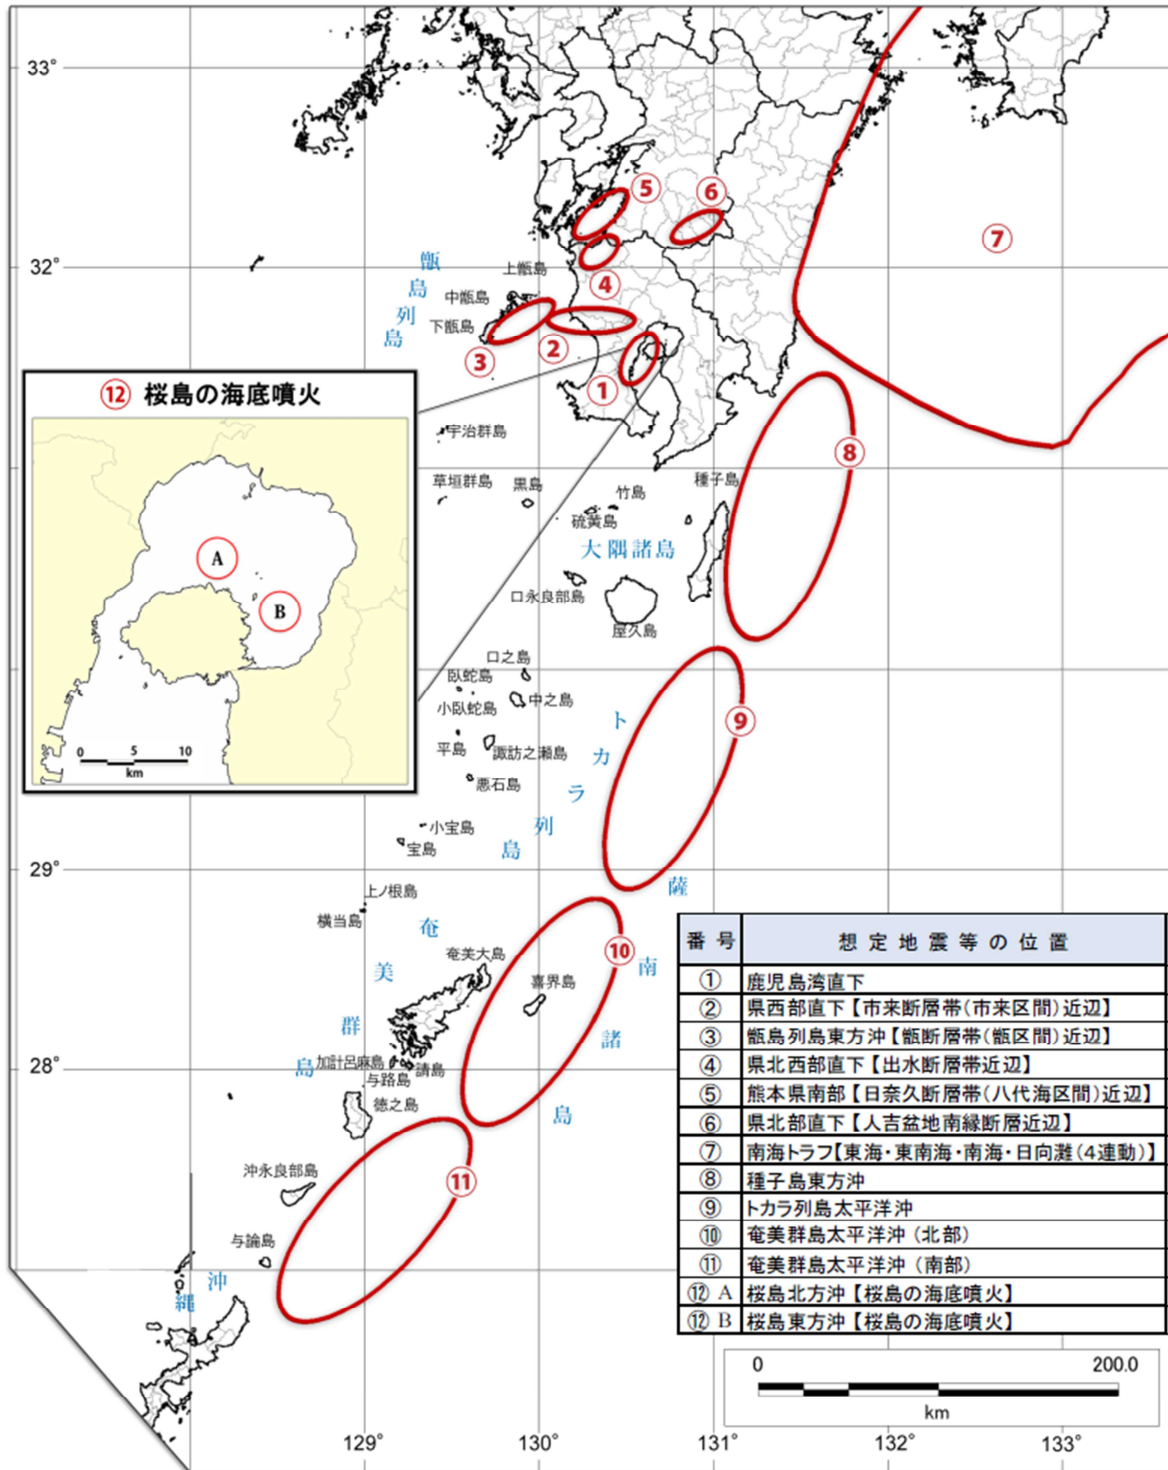 33°
⑤
⑥
⑦
32°
甑島列島
上甑島
中甑島
下甑島
④
③
②
①
⑫ 桜島の海底噴火
A
B
0 5 10
km
宇治群島
草垣群島
黒島
竹島
硫黄島
種子島
⑧
大隅諸島
口永良部島
屋久島
口之島
臥蛇島
小臥蛇島
中之島
平島
諏訪之瀬島
悪石島
小宝島
宝島
トカラ列島
⑨
29°
上ノ根島
横当島
奄美群島
奄美大島
喜界島
⑩
薩南諸島
28°
加計呂麻島
与路島
請島
徳之島
沖永良部島
与論島
⑪
沖縄
番号 想定地震等の位置
① 鹿児島湾直下
② 県西部直下【市来断層帯(市来区間)近辺】
③ 甑島列島東方沖【甑断層帯(甑区間)近辺】
④ 県北西部直下【出水断層帯近辺】
⑤ 熊本県南部【日奈久断層帯(八代海区間)近辺】
⑥ 県北部直下【人吉盆地南縁断層近辺】
⑦ 南海トラフ【東海・東南海・南海・日向灘(4連動)】
⑧ 種子島東方沖
⑨ トカラ列島太平洋沖
⑩ 奄美群島太平洋沖(北部)
⑪ 奄美群島太平洋沖(南部)
⑫ A 桜島北方沖【桜島の海底噴火】
⑫ B 桜島東方沖【桜島の海底噴火】
0 200.0
km
129° 130° 131° 132° 133°